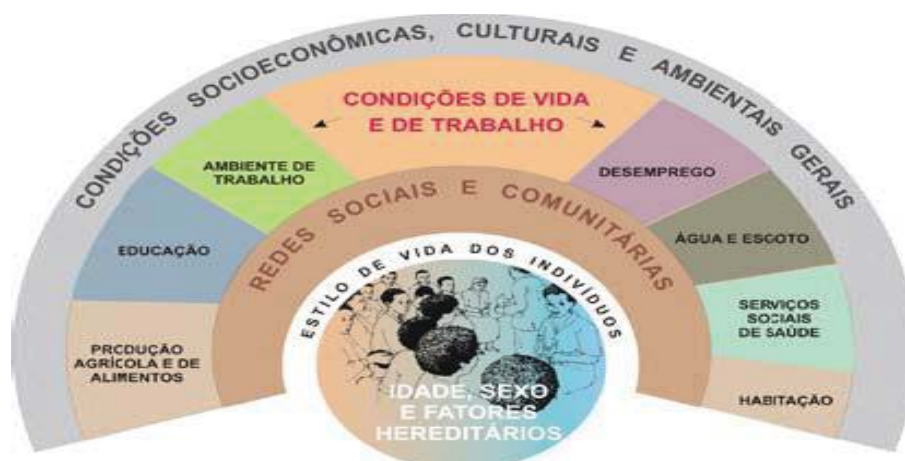 CONDIÇÕES SOCIOECONÔMICAS, CULTURAIS E AMBIENTAIS GERAIS
CONDIÇÕES DE VIDA
E DE TRABALHO
AMBIENTE DE
TRABALHO
DESEMPREGO
REDES SOCIAIS E COMUNITÁRIAS
EDUCAÇÃO
ÁGUA E ESCOTO
ESTILO DE VIDA DOS INDIVÍDUOS
SERVIÇOS
SOCIAIS
DE SAÚDE
PRODUÇÃO
AGRÍCOLA E DE
ALIMENTOS
HABITAÇÃO
IDADE, SEXO
E FATORES
HEREDITÁRIOS